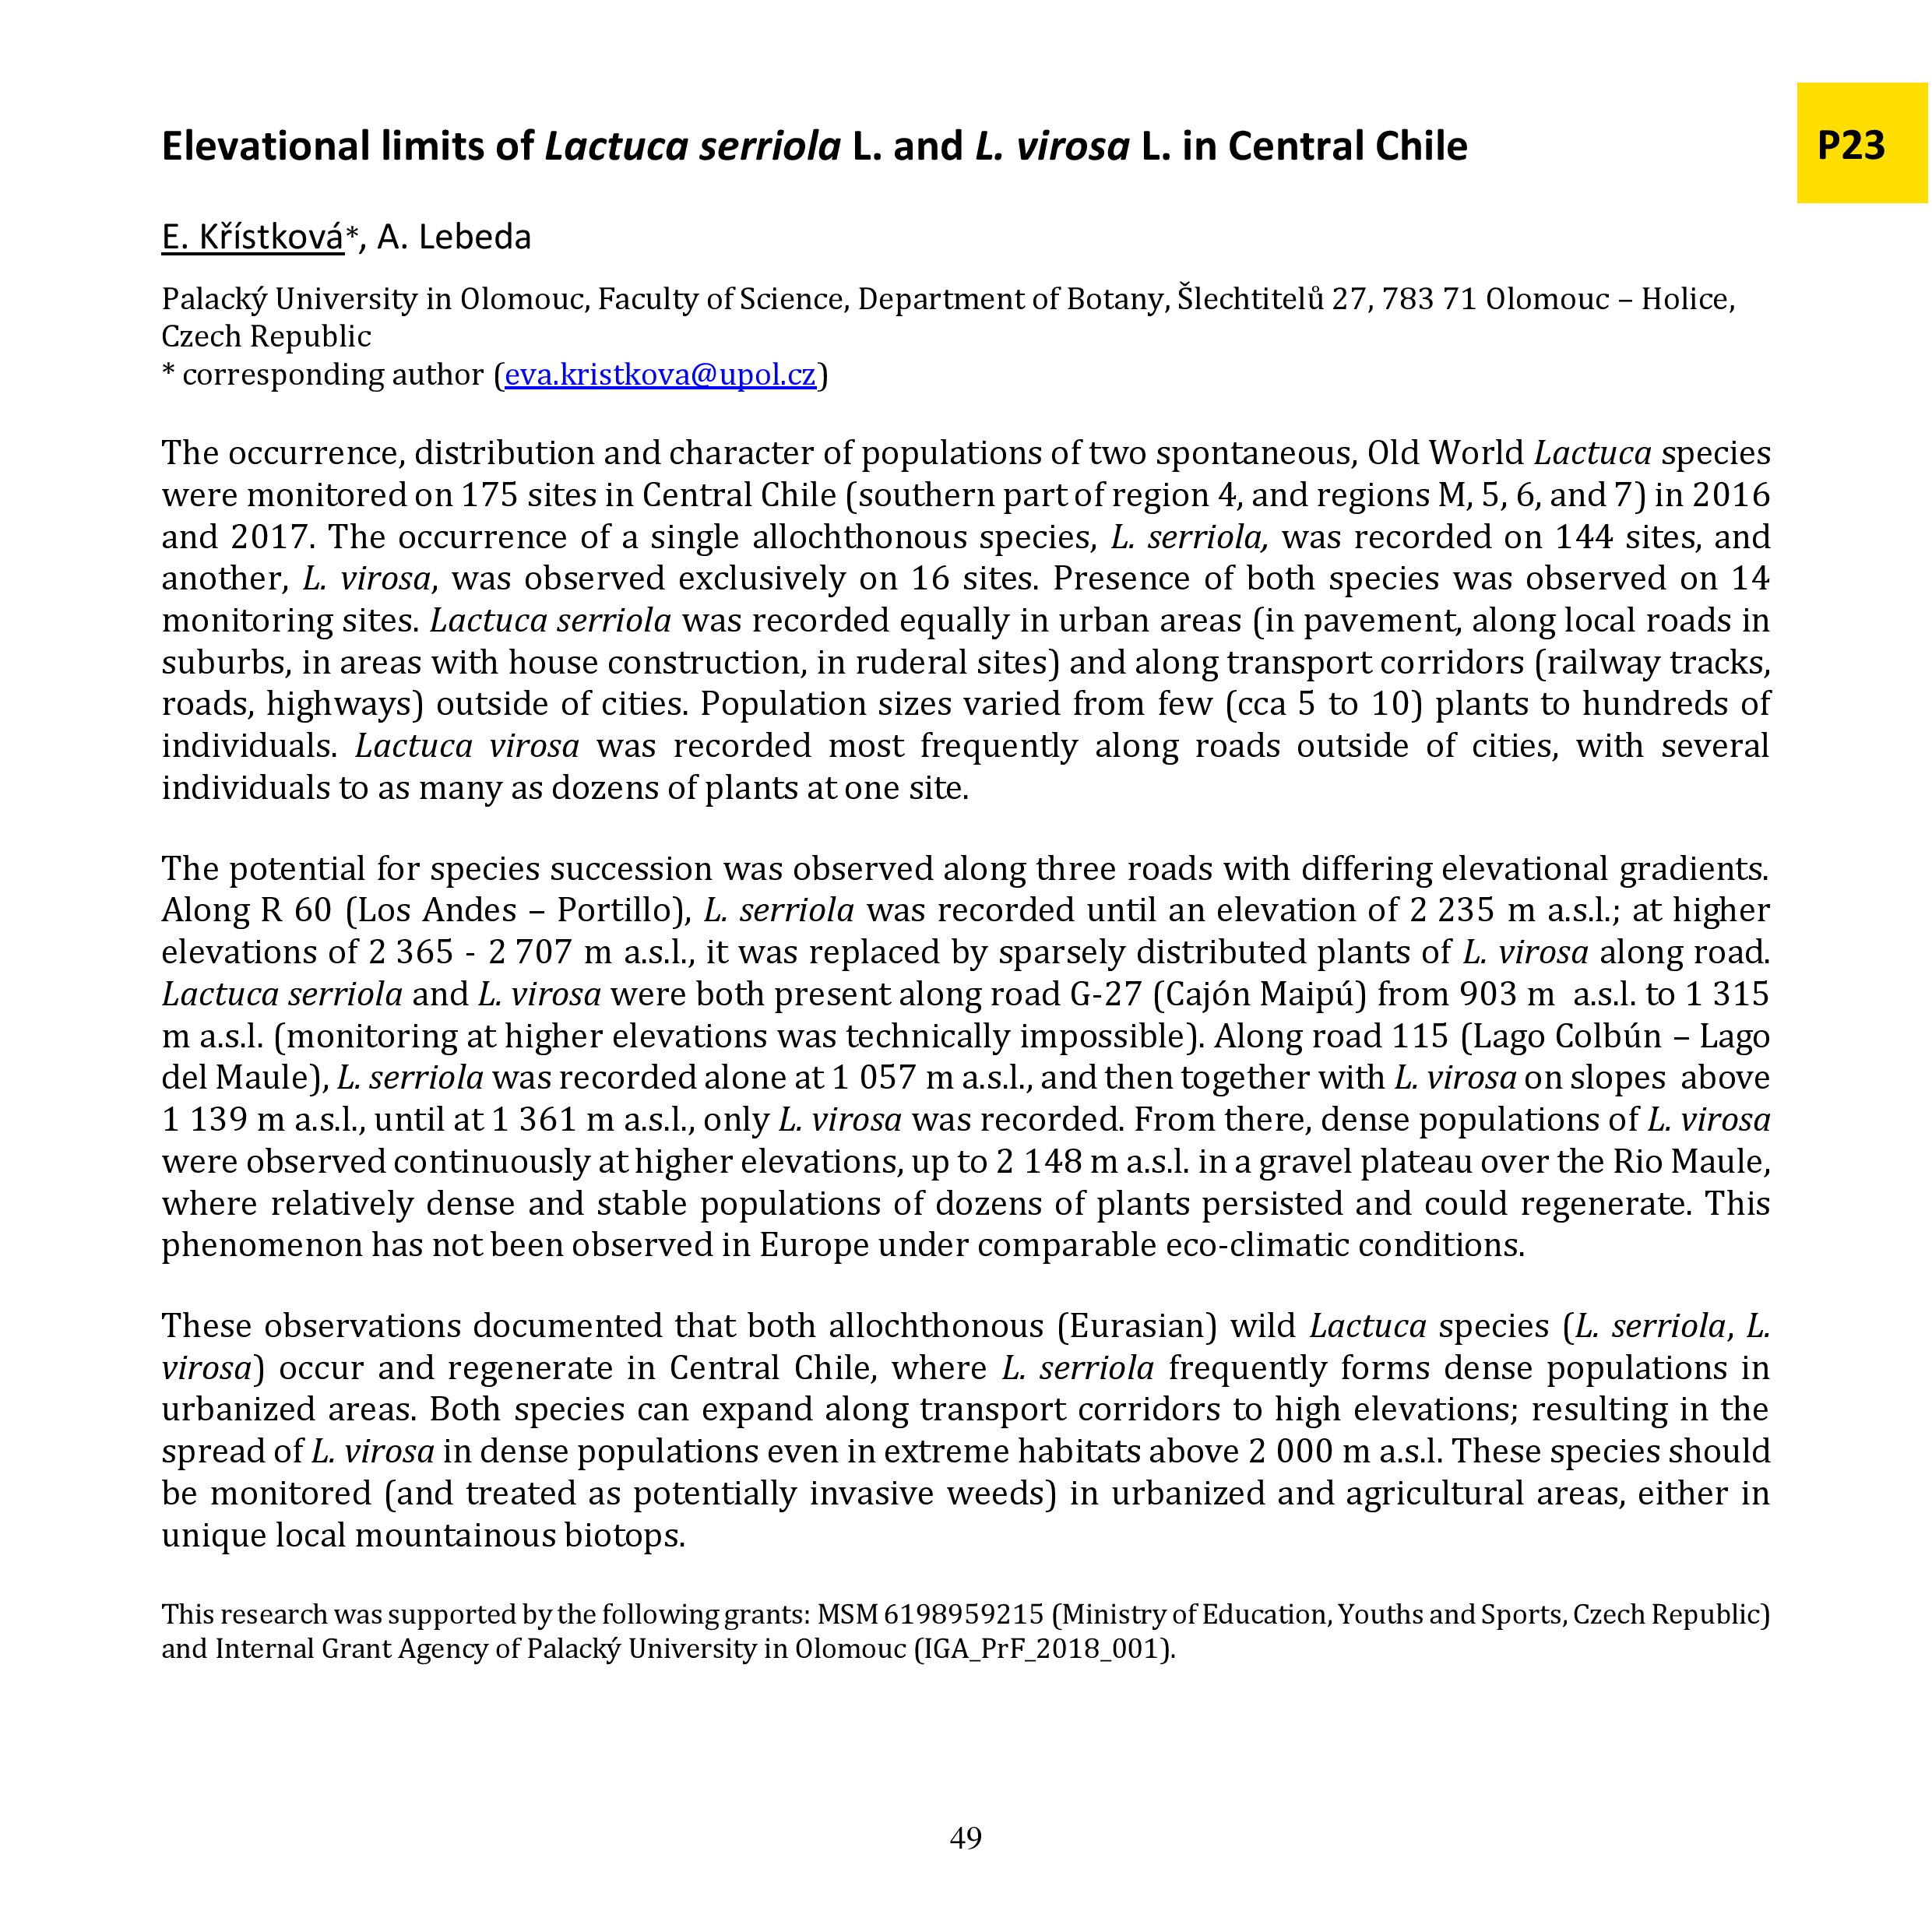 Elevational limits of Lactuca serriola L. and L. virosa L. in Central Chile
P23
E. Křístková*, A. Lebeda
Palacký University in Olomouc, Faculty of Science, Department of Botany, Šlechtitelů 27, 783 71 Olomouc – Holice,
Czech Republic
* corresponding author (eva.kristkova@upol.cz)
The occurrence, distribution and character of populations of two spontaneous, Old World Lactuca species
were monitored on 175 sites in Central Chile (southern part of region 4, and regions M, 5, 6, and 7) in 2016
and 2017. The occurrence of a single allochthonous species, L. serriola, was recorded on 144 sites, and
another, L. virosa, was observed exclusively on 16 sites. Presence of both species was observed on 14
monitoring sites. Lactuca serriola was recorded equally in urban areas (in pavement, along local roads in
suburbs, in areas with house construction, in ruderal sites) and along transport corridors (railway tracks,
roads, highways) outside of cities. Population sizes varied from few (cca 5 to 10) plants to hundreds of
individuals. Lactuca virosa was recorded most frequently along roads outside of cities, with several
individuals to as many as dozens of plants at one site.
The potential for species succession was observed along three roads with differing elevational gradients.
Along R 60 (Los Andes – Portillo), L. serriola was recorded until an elevation of 2 235 m a.s.l.; at higher
elevations of 2 365 - 2 707 m a.s.l., it was replaced by sparsely distributed plants of L. virosa along road.
Lactuca serriola and L. virosa were both present along road G-27 (Cajón Maipú) from 903 m a.s.l. to 1 315
m a.s.l. (monitoring at higher elevations was technically impossible). Along road 115 (Lago Colbún – Lago
del Maule), L. serriola was recorded alone at 1 057 m a.s.l., and then together with L. virosa on slopes above
1 139 m a.s.l., until at 1 361 m a.s.l., only L. virosa was recorded. From there, dense populations of L. virosa
were observed continuously at higher elevations, up to 2 148 m a.s.l. in a gravel plateau over the Rio Maule,
where relatively dense and stable populations of dozens of plants persisted and could regenerate. This
phenomenon has not been observed in Europe under comparable eco-climatic conditions.
These observations documented that both allochthonous (Eurasian) wild Lactuca species (L. serriola, L.
virosa) occur and regenerate in Central Chile, where L. serriola frequently forms dense populations in
urbanized areas. Both species can expand along transport corridors to high elevations; resulting in the
spread of L. virosa in dense populations even in extreme habitats above 2 000 m a.s.l. These species should
be monitored (and treated as potentially invasive weeds) in urbanized and agricultural areas, either in
unique local mountainous biotops.
This research was supported by the following grants: MSM 6198959215 (Ministry of Education, Youths and Sports, Czech Republic)
and Internal Grant Agency of Palacký University in Olomouc (IGA_PrF_2018_001).
49